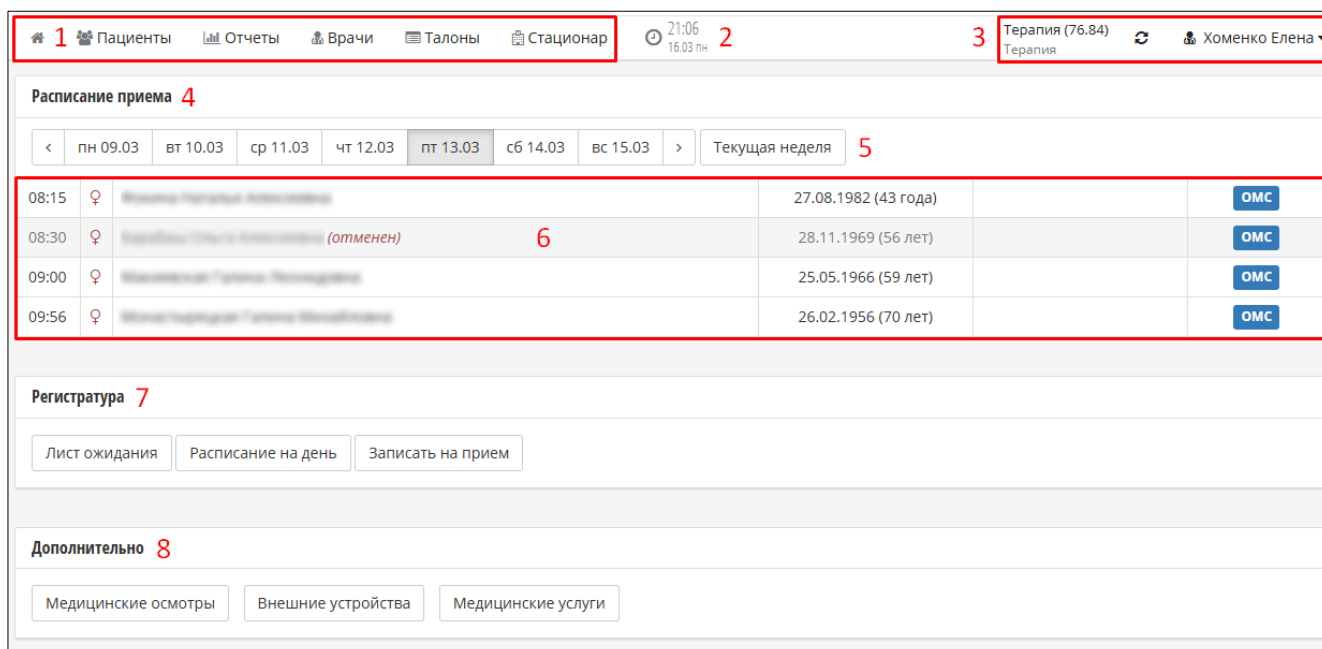 1 Пациенты Отчеты Врачи Талоны Стационар 21:06 2 3 Терапия (76.84) Хоменко Елена
16.03 пн Терапия
Расписание приема 4
< пн 09.03 вт 10.03 ср 11.03 чт 12.03 пт 13.03 сб 14.03 вс 15.03 > Текущая неделя 5
08:15 27.08.1982 (43 года) ОМС
08:30 (отменен) 6 28.11.1969 (56 лет) ОМС
09:00 25.05.1966 (59 лет) ОМС
09:56 26.02.1956 (70 лет) ОМС
Регистратура 7
Лист ожидания Расписание на день Записать на прием
Дополнительно 8
Медицинские осмотры Внешние устройства Медицинские услуги